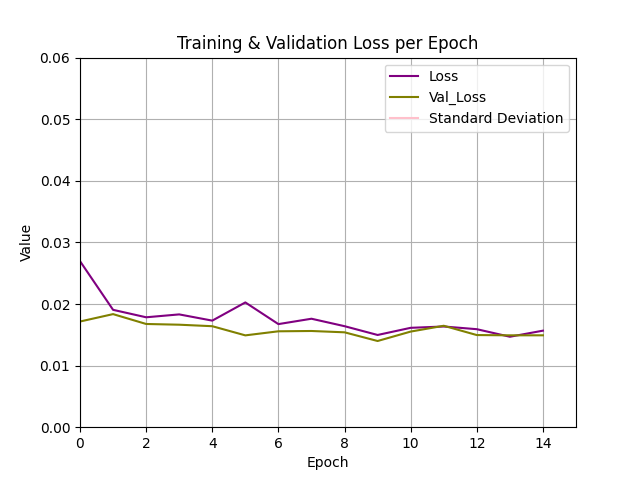 Training & Validation Loss per Epoch
Loss
Val_Loss
Standard Deviation
Value
0.06
0.05
0.04
0.03
0.02
0.01
0.00
0 2 4 6 8 10 12 14
Epoch